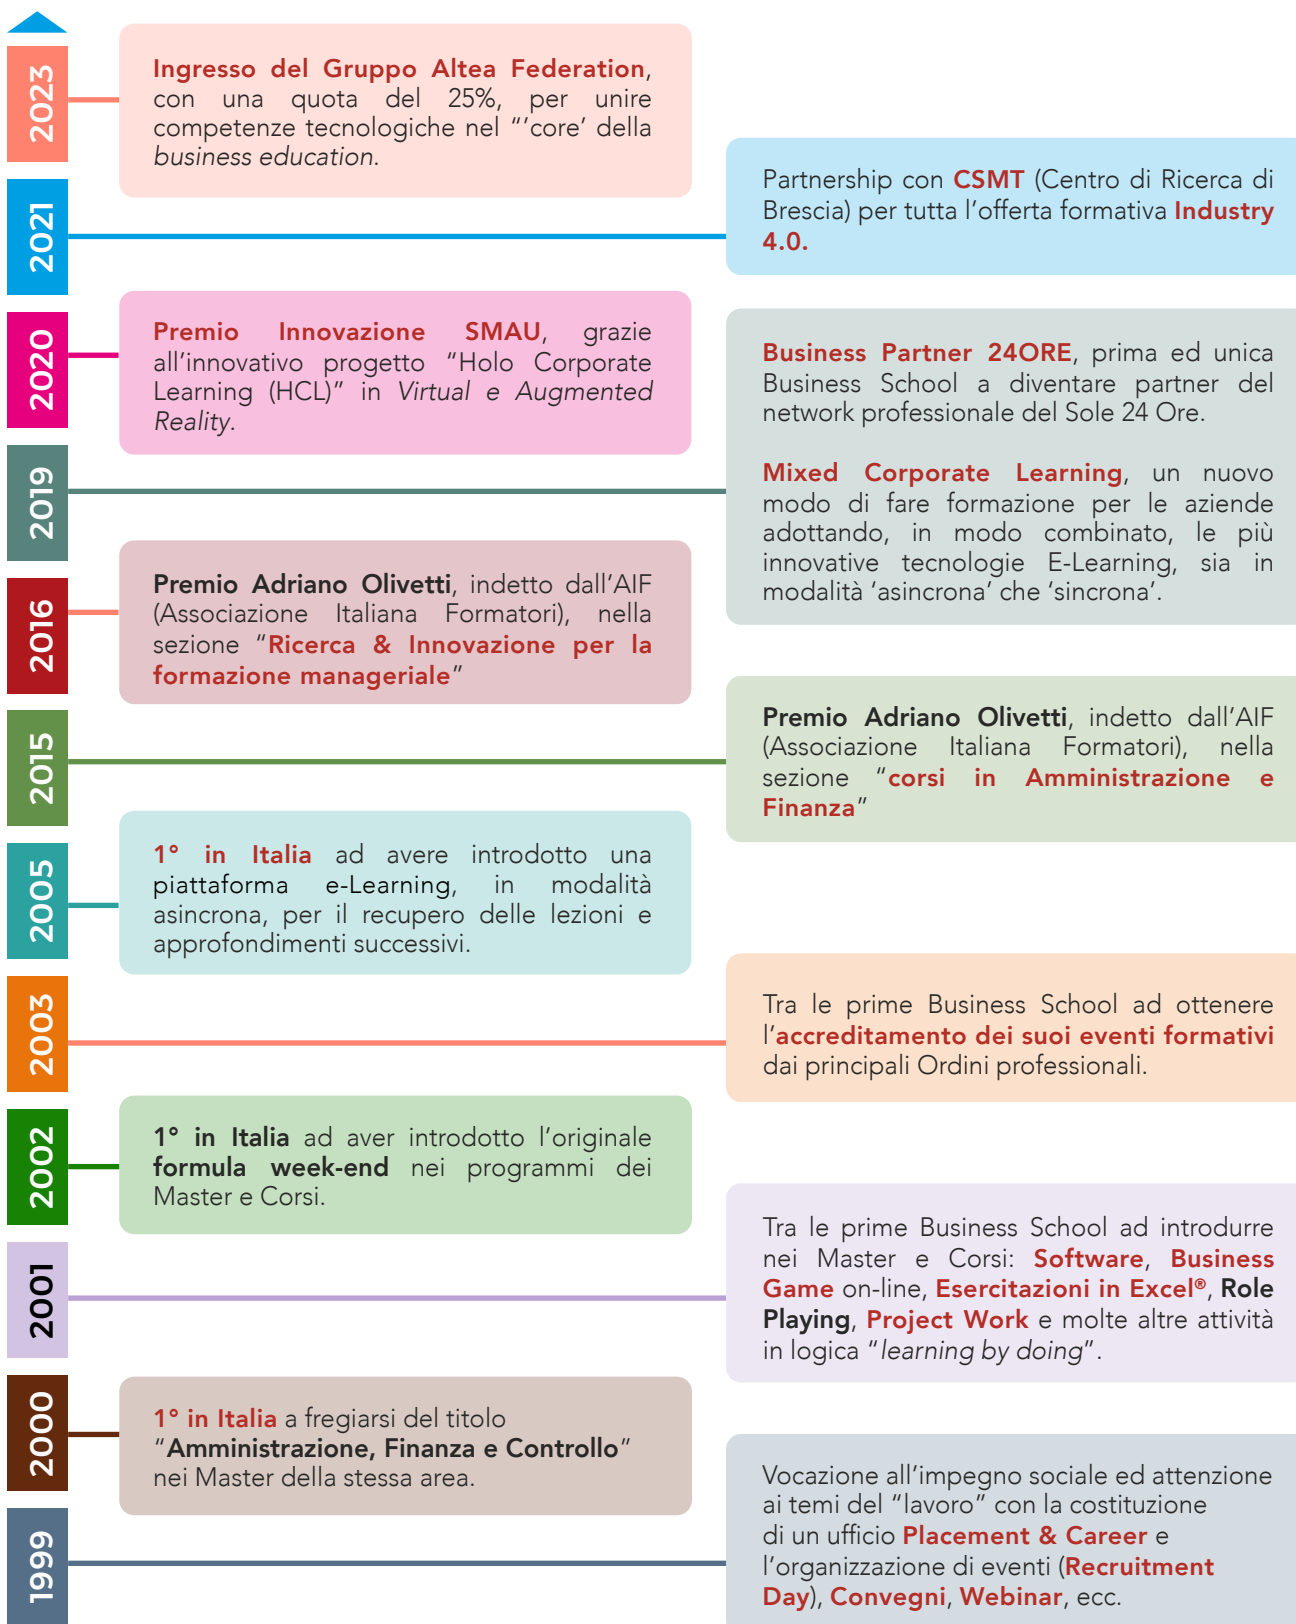 2023
Ingresso del Gruppo Altea Federation,
con una quota del 25%, per unire
competenze tecnologiche nel “‘core’ della
business education.
2021
Partnership con CSMT (Centro di Ricerca di
Brescia) per tutta l’offerta formativa Industry
4.0.
2020
Premio Innovazione SMAU, grazie
all’innovativo progetto “Holo Corporate
Learning (HCL)” in Virtual e Augmented
Reality.
2019
Business Partner 24ORE, prima ed unica
Business School a diventare partner del
network professionale del Sole 24 Ore.
Mixed Corporate Learning, un nuovo
modo di fare formazione per le aziende
adottando, in modo combinato, le più
innovative tecnologie E-Learning, sia in
modalità ‘asincrona’ che ‘sincrona’.
2016
Premio Adriano Olivetti, indetto dall’AIF
(Associazione Italiana Formatori), nella
sezione “Ricerca & Innovazione per la
formazione manageriale”
2015
Premio Adriano Olivetti, indetto dall’AIF
(Associazione Italiana Formatori), nella
sezione “corsi in Amministrazione e
Finanza”
2005
1° in Italia ad avere introdotto una
piattaforma e-Learning, in modalità
asincrona, per il recupero delle lezioni e
approfondimenti successivi.
2003
Tra le prime Business School ad ottenere
l’accreditamento dei suoi eventi formativi
dai principali Ordini professionali.
2002
1° in Italia ad aver introdotto l’originale
formula week-end nei programmi dei
Master e Corsi.
2001
Tra le prime Business School ad introdurre
nei Master e Corsi: Software, Business
Game on-line, Esercitazioni in Excel®, Role
Playing, Project Work e molte altre attività
in logica “learning by doing”.
2000
1° in Italia a fregiarsi del titolo
“Amministrazione, Finanza e Controllo”
nei Master della stessa area.
1999
Vocazione all’impegno sociale ed attenzione
ai temi del “lavoro” con la costituzione
di un ufficio Placement & Career e
l’organizzazione di eventi (Recruitment
Day), Convegni, Webinar, ecc.